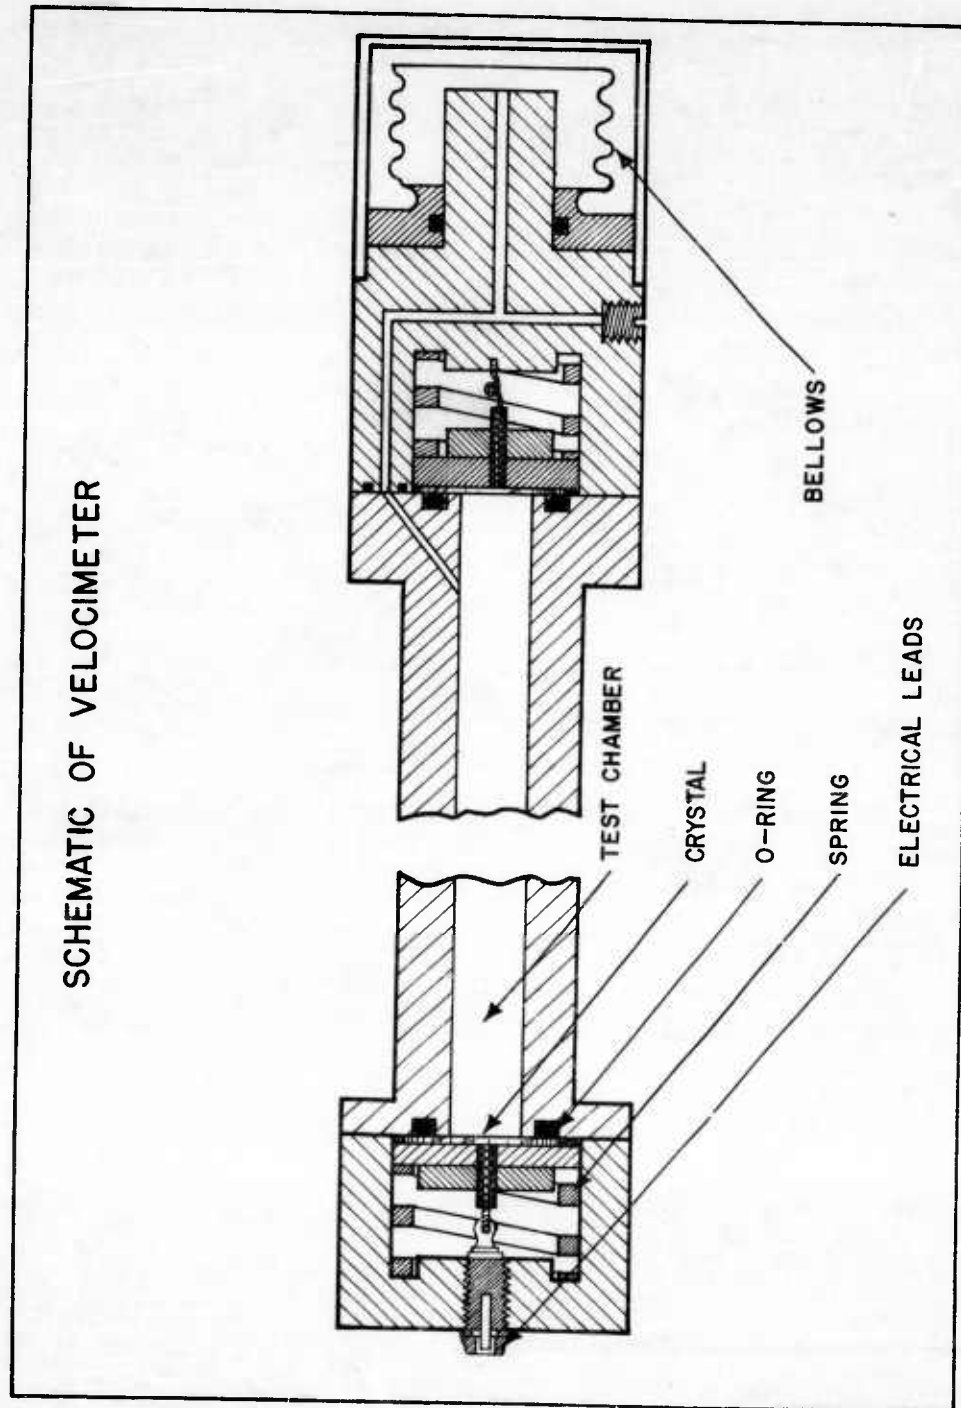 SCHEMATIC OF VELOCIMETER
BELLOWS
TEST CHAMBER
CRYSTAL
O-RING
SPRING
ELECTRICAL LEADS